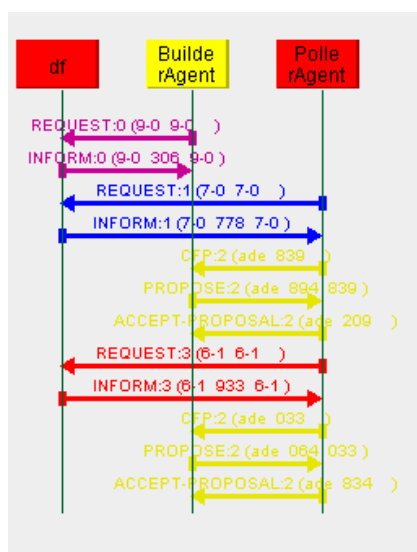 df
Builde
rAgent
Polle
rAgent
REQUEST:0 (9-0 9-0 )
INFORM:0 (9-0 306 9-0 )
REQUEST:1 (7-0 7-0 )
INFORM:1 (7-0 778 7-0 )
CFP:2 (ade 839 )
PROPOSE:2 (ade 894 839 )
ACCEPT-PROPOSAL:2 (ade 209 )
REQUEST:3 (6-1 6-1 )
INFORM:3 (6-1 933 6-1 )
CFP:2 (ade 033 )
PROPOSE:2 (ade 064 033 )
ACCEPT-PROPOSAL:2 (ade 834 )